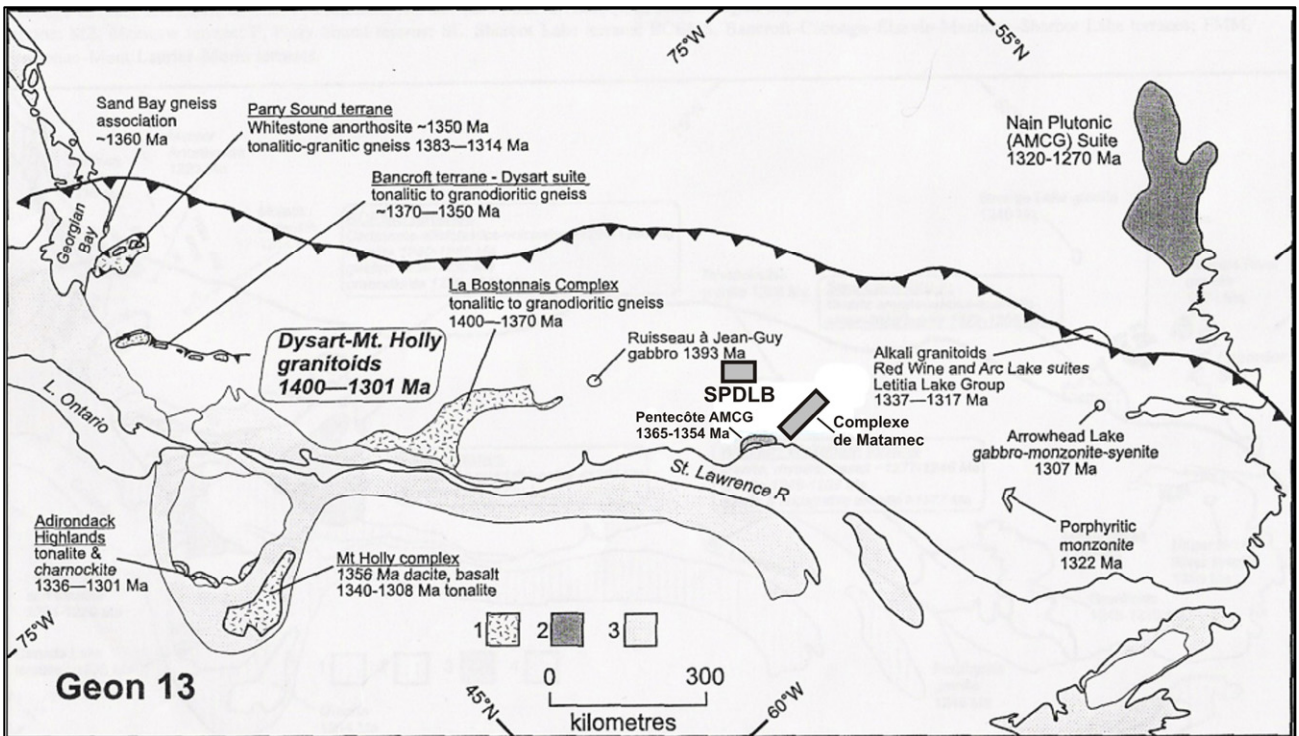 75°W
55°N
Sand Bay gneiss
association
~1360 Ma
Parry Sound terrane
Whitestone anorthosite ~1350 Ma
tonalitic-granitic gneiss 1383—1314 Ma
Nain Plutonic
(AMCG) Suite
1320-1270 Ma
Bancroft terrane - Dysart suite
tonalitic to granodioritic gneiss
~1370—1350 Ma
Georgian
Bay
La Bostonnais Complex
tonalitic to granodioritic gneiss
1400—1370 Ma
Dysart-Mt. Holly
granitoids
1400—1301 Ma
Ruisseau à Jean-Guy
gabbro 1393 Ma
SPDLB
Alkali granitoids
Red Wine and Arc Lake suites
Letitia Lake Group
1337—1317 Ma
L. Ontario
Pentecôte AMCG
1365-1354 Ma
Complexe
de Matamec
Arrowhead Lake
gabbro-monzonite-syenite
1307 Ma
St. Lawrence R
Adirondack
Highlands
tonalite &
charnockite
1336—1301 Ma
Mt Holly complex
1356 Ma dacite, basalt
1340-1308 Ma tonalite
Porphyritic
monzonite
1322 Ma
75°W
1 2 3
Geon 13
0 300
kilometres
45°N
60°W